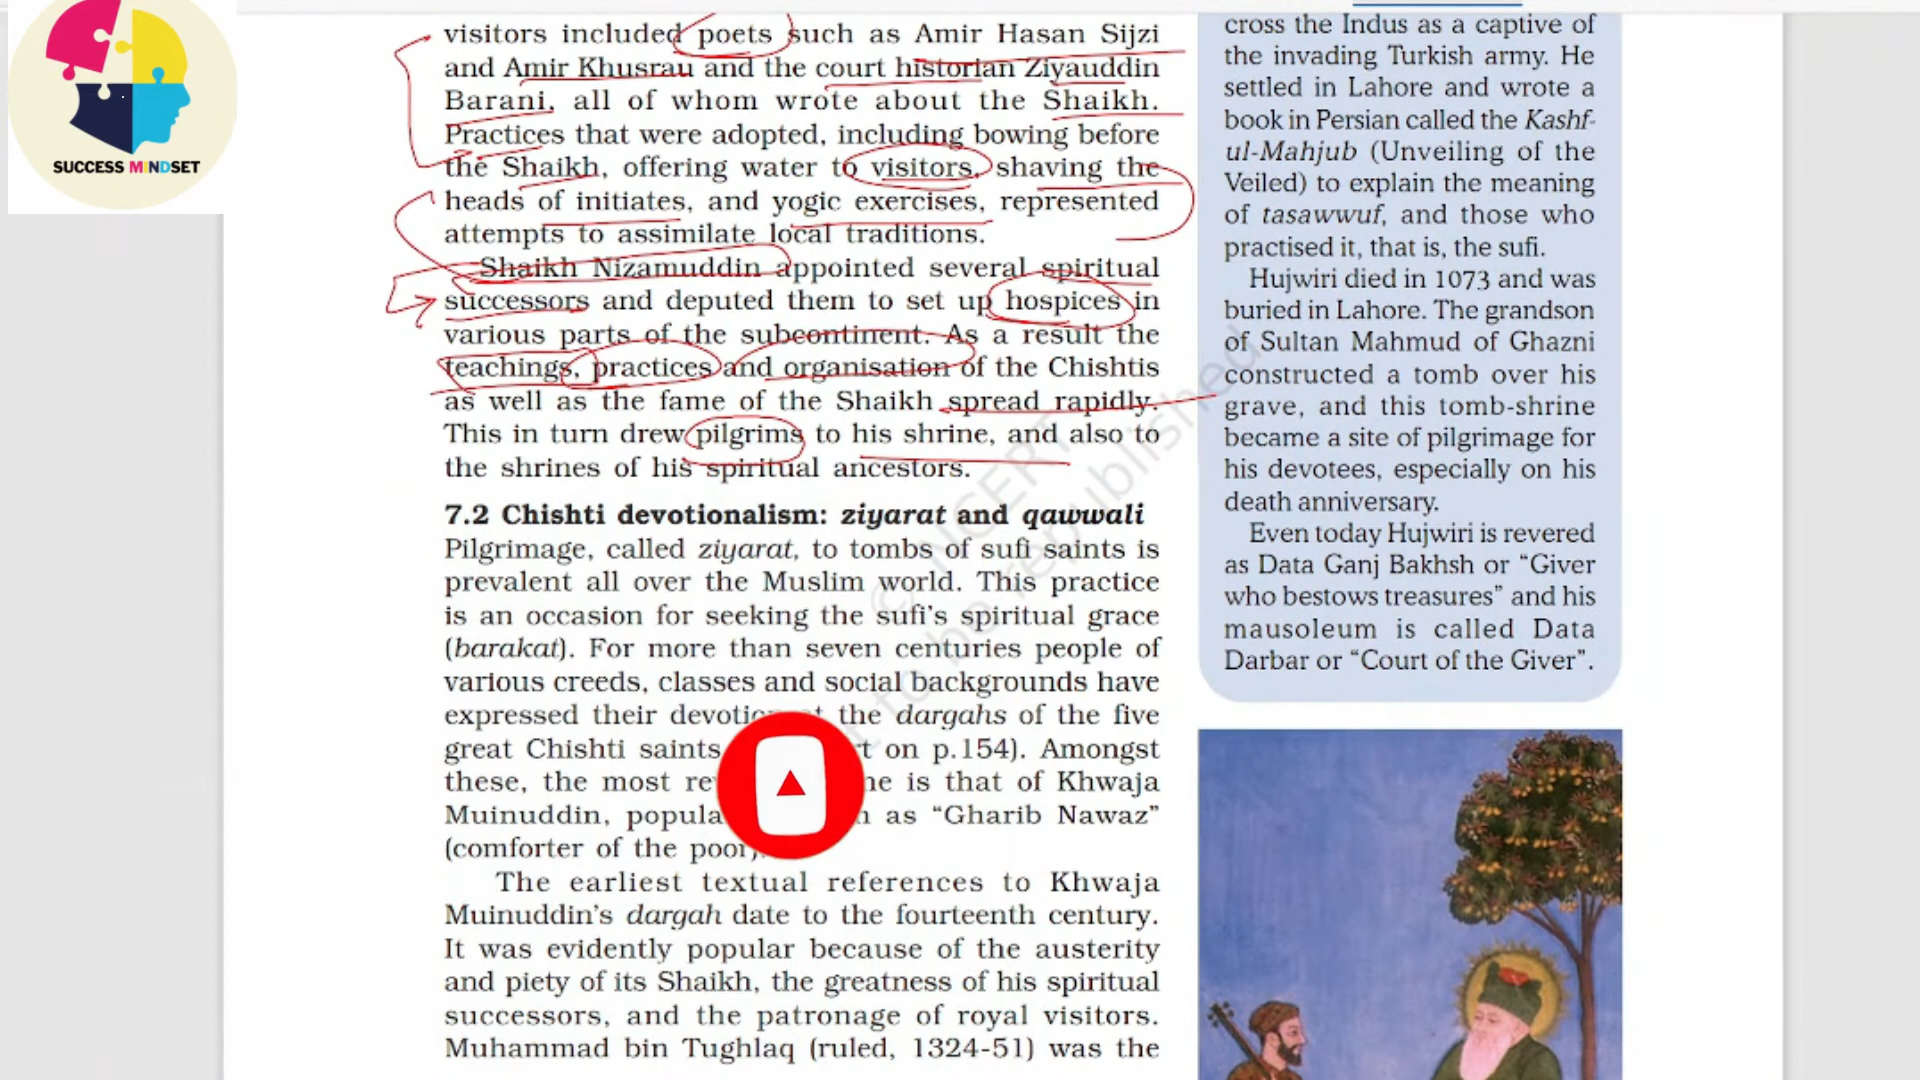 SUCCESS MINDSET
visitors included poets such as Amir Hasan Sijzi
and Amir Khusrau and the court historian Ziyauddin
Barani, all of whom wrote about the Shaikh.
Practices that were adopted, including bowing before
the Shaikh, offering water to visitors, shaving the
heads of initiates, and yogic exercises, represented
attempts to assimilate local traditions.
Shaikh Nizamuddin appointed several spiritual
successors and deputed them to set up hospices in
various parts of the subcontinent. As a result the
teachings, practices and organisation of the Chishtis
as well as the fame of the Shaikh spread rapidly.
This in turn drew pilgrims to his shrine, and also to
the shrines of his spiritual ancestors.
7.2 Chishti devotionalism: ziyarat and qawwali
Pilgrimage, called ziyarat, to tombs of sufi saints is
prevalent all over the Muslim world. This practice
is an occasion for seeking the sufi's spiritual grace
(barakat). For more than seven centuries people of
various creeds, classes and social backgrounds have
expressed their the dargahs of the five
great Chishti saints on p.154). Amongst
these, the most is that of Khwaja
Muinuddin, as "Gharib Nawaz"
(comforter of the poor).
The earliest textual references to Khwaja
Muinuddin's dargah date to the fourteenth century.
It was evidently popular because of the austerity
and piety of its Shaikh, the greatness of his spiritual
successors, and the patronage of royal visitors.
Muhammad bin Tughlaq (ruled, 1324-51) was the
cross the Indus as a captive of
the invading Turkish army. He
settled in Lahore and wrote a
book in Persian called the Kashf-
ul-Mahjub (Unveiling of the
Veiled) to explain the meaning
of tasawwuf, and those who
practised it, that is, the sufi.
Hujwiri died in 1073 and was
buried in Lahore. The grandson
of Sultan Mahmud of Ghazni
constructed a tomb over his
grave, and this tomb-shrine
became a site of pilgrimage for
his devotees, especially on his
death anniversary.
Even today Hujwiri is revered
as Data Ganj Bakhsh or "Giver
who bestows treasures" and his
mausoleum is called Data
Darbar or "Court of the Giver".
© NCERT
to be republished